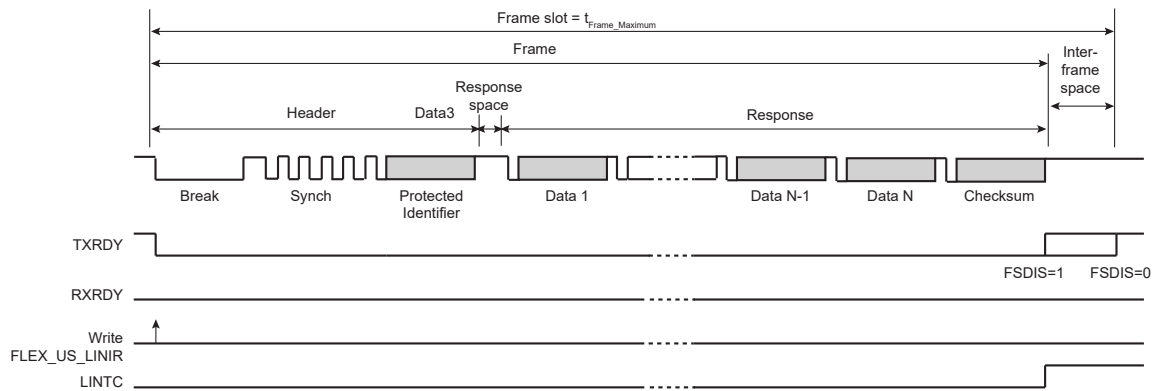 Frame slot = tFrame_Maximum
Frame
Inter-
frame
space
Response
space
Header
Data3
Response
Break
Synch
Protected
Identifier
Data 1
Data N-1
Data N
Checksum
TXRDY
FSDIS=1
FSDIS=0
RXRDY
Write
FLEX_US_LINIR
LINTC